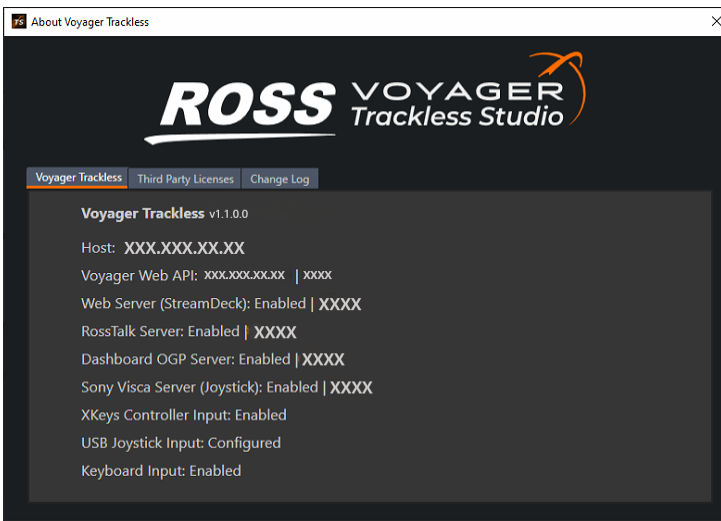 TS About Voyager Trackless
ROSS VOYAGER
Trackless Studio
Voyager Trackless Third Party Licenses Change Log
Voyager Trackless v1.1.0.0
Host: XXX.XXX.XX.XX
Voyager Web API: XXX.XXX.XX.XX | XXXX
Web Server (StreamDeck): Enabled | XXXX
RossTalk Server: Enabled | XXXX
Dashboard OGP Server: Enabled | XXXX
Sony Visca Server (Joystick): Enabled | XXXX
XKeys Controller Input: Enabled
USB Joystick Input: Configured
Keyboard Input: Enabled